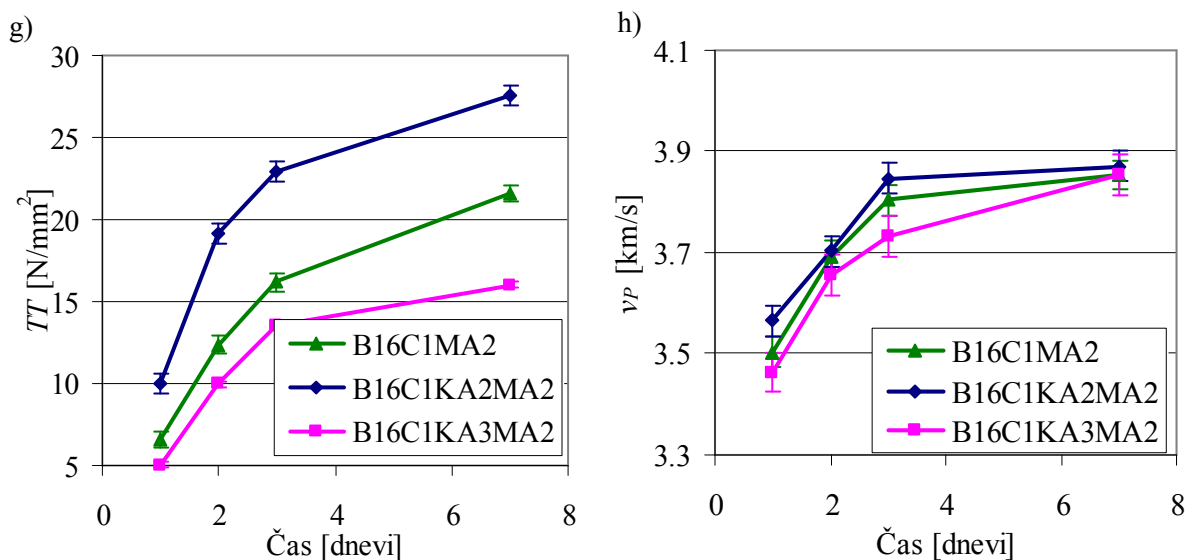 g)
30
25
20
15
10
5
TT [N/mm²]
0 2 4 6 8
Čas [dnevi]
B16C1MA2
B16C1KA2MA2
B16C1KA3MA2
h)
4.1
3.9
3.7
3.5
3.3
vP [km/s]
0 2 4 6 8
Čas [dnevi]
B16C1MA2
B16C1KA2MA2
B16C1KA3MA2